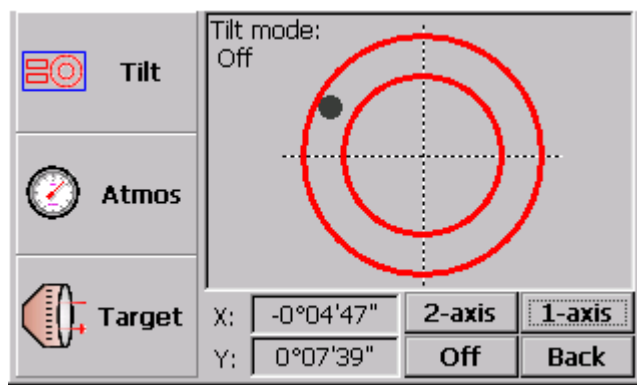 Tilt
Atmos
Target
Tilt mode:
Off
X: -0°04'47"
Y: 0°07'39"
2-axis
1-axis
Off
Back